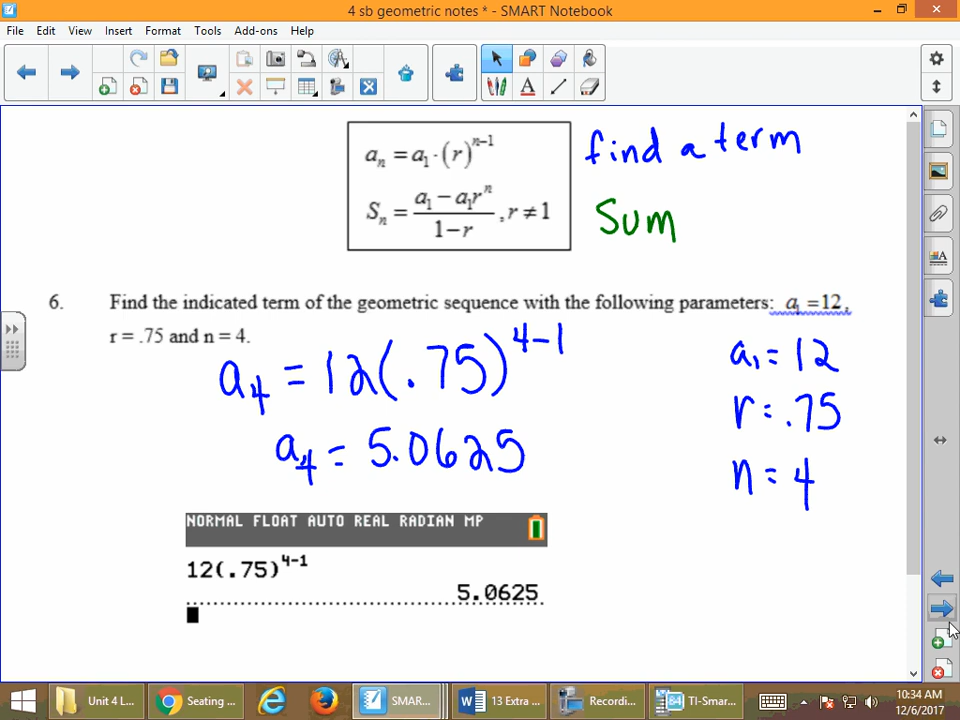 4 sb geometric notes * - SMART Notebook
File Edit View Insert Format Tools Add-ons Help
aₙ = a₁ · (r)ⁿ⁻¹ find a term
Sₙ = (a₁ − a₁rⁿ)/(1 − r) , r ≠ 1 Sum
6. Find the indicated term of the geometric sequence with the following parameters: a₁ =12,
r = .75 and n = 4.
a₄ = 12(.75)⁴⁻¹
a₁ = 12
r = .75
a₄ = 5.0625
n = 4
NORMAL FLOAT AUTO REAL RADIAN MP
12(.75)⁴⁻¹
5.0625
Unit 4 L... Seating ... SMAR... 13 Extra ... Recordi... TI-Smar...
10:34 AM
12/6/2017